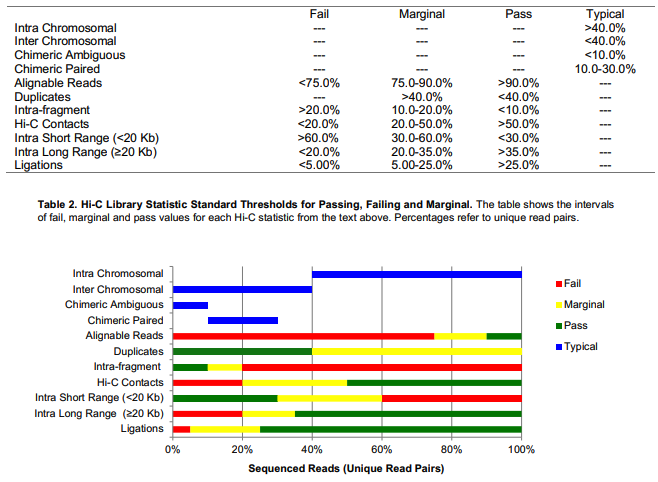 Fail Marginal Pass Typical
Intra Chromosomal --- --- --- >40.0%
Inter Chromosomal --- --- --- <40.0%
Chimeric Ambiguous --- --- --- <10.0%
Chimeric Paired --- --- --- 10.0-30.0%
Alignable Reads <75.0% 75.0-90.0% >90.0% ---
Duplicates --- >40.0% <40.0% ---
Intra-fragment >20.0% 10.0-20.0% <10.0% ---
Hi-C Contacts <20.0% 20.0-50.0% >50.0% ---
Intra Short Range (<20 Kb) >60.0% 30.0-60.0% <30.0% ---
Intra Long Range (≥20 Kb) <20.0% 20.0-35.0% >35.0% ---
Ligations <5.00% 5.00-25.0% >25.0% ---
Table 2. Hi-C Library Statistic Standard Thresholds for Passing, Failing and Marginal. The table shows the intervals
of fail, marginal and pass values for each Hi-C statistic from the text above. Percentages refer to unique read pairs.
Intra Chromosomal
Inter Chromosomal
Chimeric Ambiguous
Chimeric Paired
Alignable Reads
Duplicates
Intra-fragment
Hi-C Contacts
Intra Short Range (<20 Kb)
Intra Long Range (≥20 Kb)
Ligations
0% 20% 40% 60% 80% 100%
Sequenced Reads (Unique Read Pairs)
Fail
Marginal
Pass
Typical